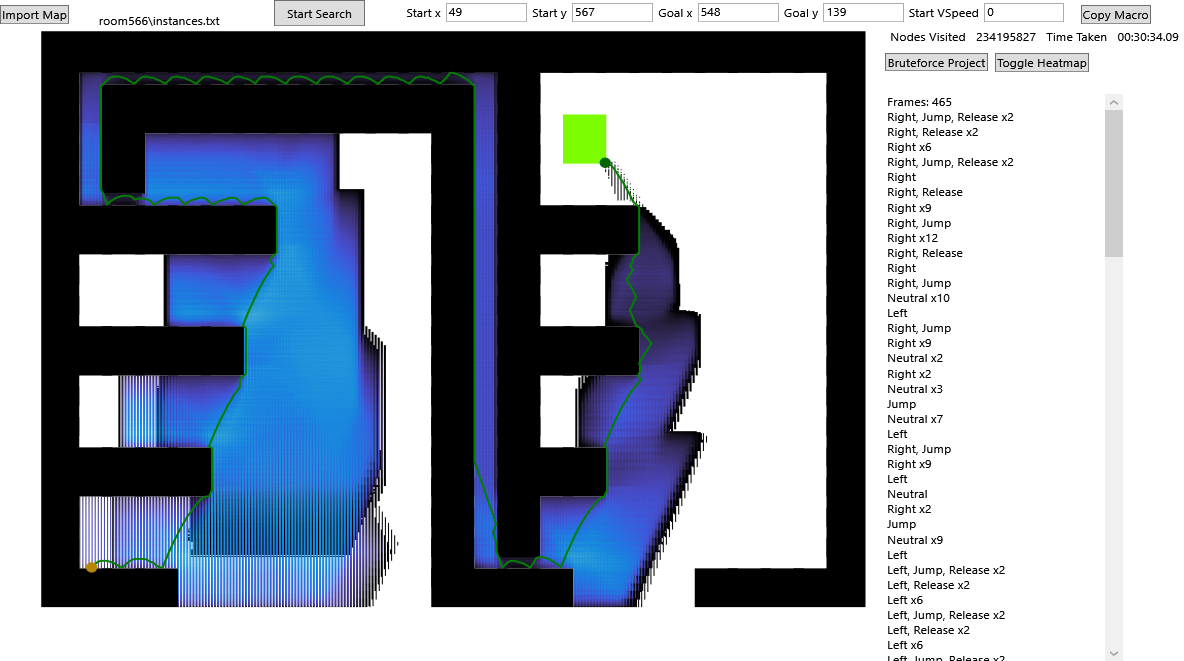 Import Map room566\instances.txt Start Search Start x 49 Start y 567 Goal x 548 Goal y 139 Start VSpeed 0 Copy Macro
Nodes Visited 234195827 Time Taken 00:30:34.09
Bruteforce Project Toggle Heatmap
Frames: 465
Right, Jump, Release x2
Right, Release x2
Right x6
Right, Jump, Release x2
Right
Right, Release
Right x9
Right, Jump
Right x12
Right, Release
Right
Right, Jump
Neutral x10
Left
Right, Jump
Right x9
Neutral x2
Right x2
Neutral x3
Jump
Neutral x7
Left
Right, Jump
Right x9
Left
Neutral
Right x2
Jump
Neutral x9
Left
Left, Jump, Release x2
Left, Release x2
Left x6
Left, Jump, Release x2
Left, Release x2
Left x6
Left, Jump, Release x2